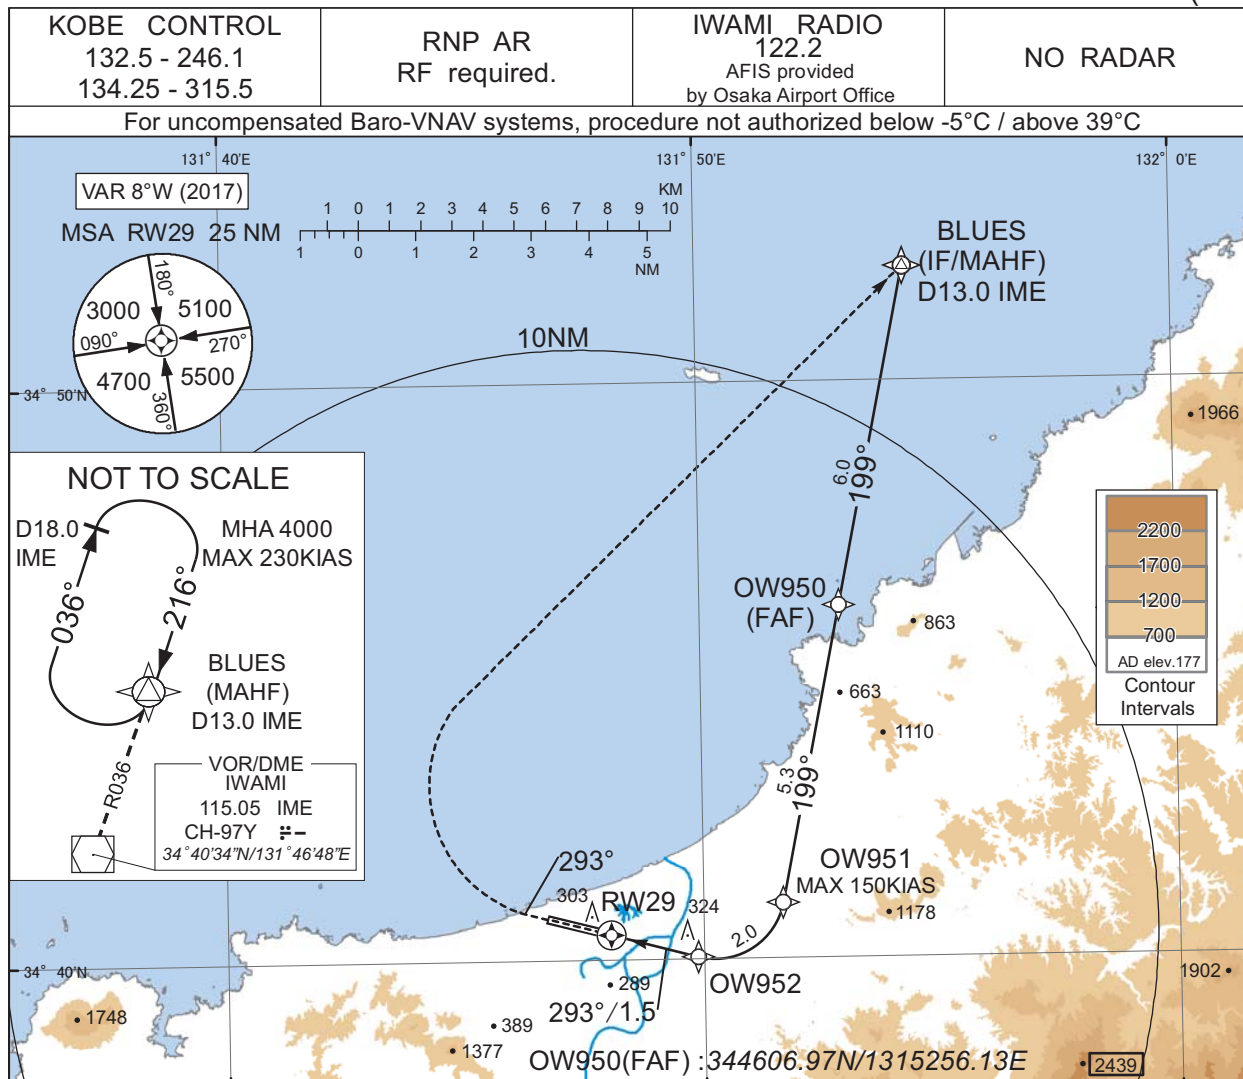 KOBE CONTROL
132.5 - 246.1
134.25 - 315.5
RNP AR
RF required.
IWAMI RADIO
122.2
AFIS provided
by Osaka Airport Office
NO RADAR
For uncompensated Baro-VNAV systems, procedure not authorized below -5°C / above 39°C
131° 40'E
131° 50'E
132° 0'E
VAR 8°W (2017)
MSA RW29 25 NM
KM
1 0 1 2 3 4 5 6 7 8 9 10
1 0 1 2 3 4 5
NM
180°
3000 5100
090° 270°
4700 5500
360°
BLUES
(IF/MAHF)
D13.0 IME
10NM
34° 50'N
1966
6.0
199°
NOT TO SCALE
D18.0
IME
MHA 4000
MAX 230KIAS
036°
216°
BLUES
(MAHF)
D13.0 IME
R036
VOR/DME
IWAMI
115.05 IME
CH-97Y
34°40'34"N/131°46'48"E
2200
1700
1200
700
AD elev.177
Contour
Intervals
OW950
(FAF)
863
663
1110
5.3
199°
OW951
MAX 150KIAS
1178
293°
303
RW29
324
2.0
OW952
34° 40'N
289
293°/1.5
1902
1748
389
1377
OW950(FAF) :344606.97N/1315256.13E
2439